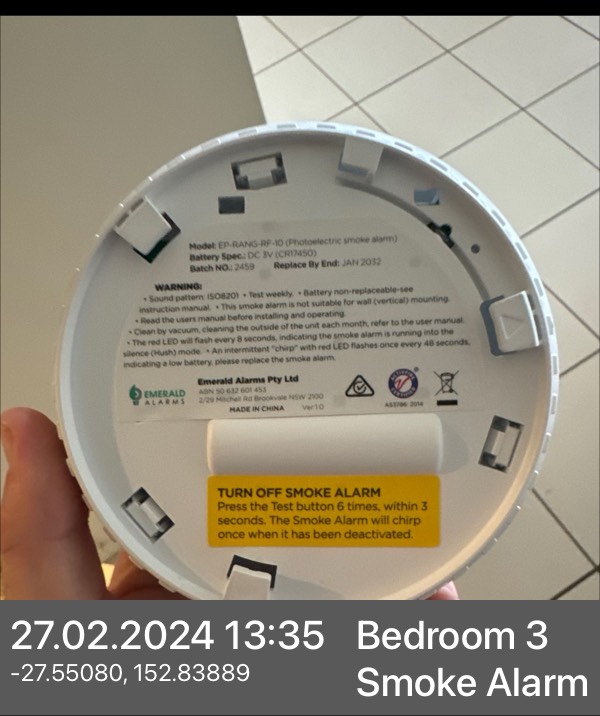 Model: EP-RANG-RF-10 (Photoelectric smoke alarm)
Battery Spec.: DC 3V (CR17450)
Batch NO.: 2459 Replace By End: JAN 2032
WARNING:
• Sound pattern: ISO8201 • Test weekly. • Battery non-replaceable-see
instruction manual. • This smoke alarm is not suitable for wall (vertical) mounting.
• Read the users manual before installing and operating.
• Clean by vacuum, cleaning the outside of the unit each month, refer to the user manual.
• The red LED will flash every 8 seconds, indicating the smoke alarm is running into the
silence (Hush) mode. • An intermittent "chirp" with red LED flashes once every 48 seconds,
indicating a low battery, please replace the smoke alarm.
EMERALD
ALARMS
Emerald Alarms Pty Ltd
ABN 50 632 601 453
2/29 Mitchell Rd Brookvale NSW 2100
MADE IN CHINA Ver:1.0
AS3786: 2014
TURN OFF SMOKE ALARM
Press the Test button 6 times, within 3
seconds. The Smoke Alarm will chirp
once when it has been deactivated.
27.02.2024 13:35
-27.55080, 152.83889
Bedroom 3
Smoke Alarm